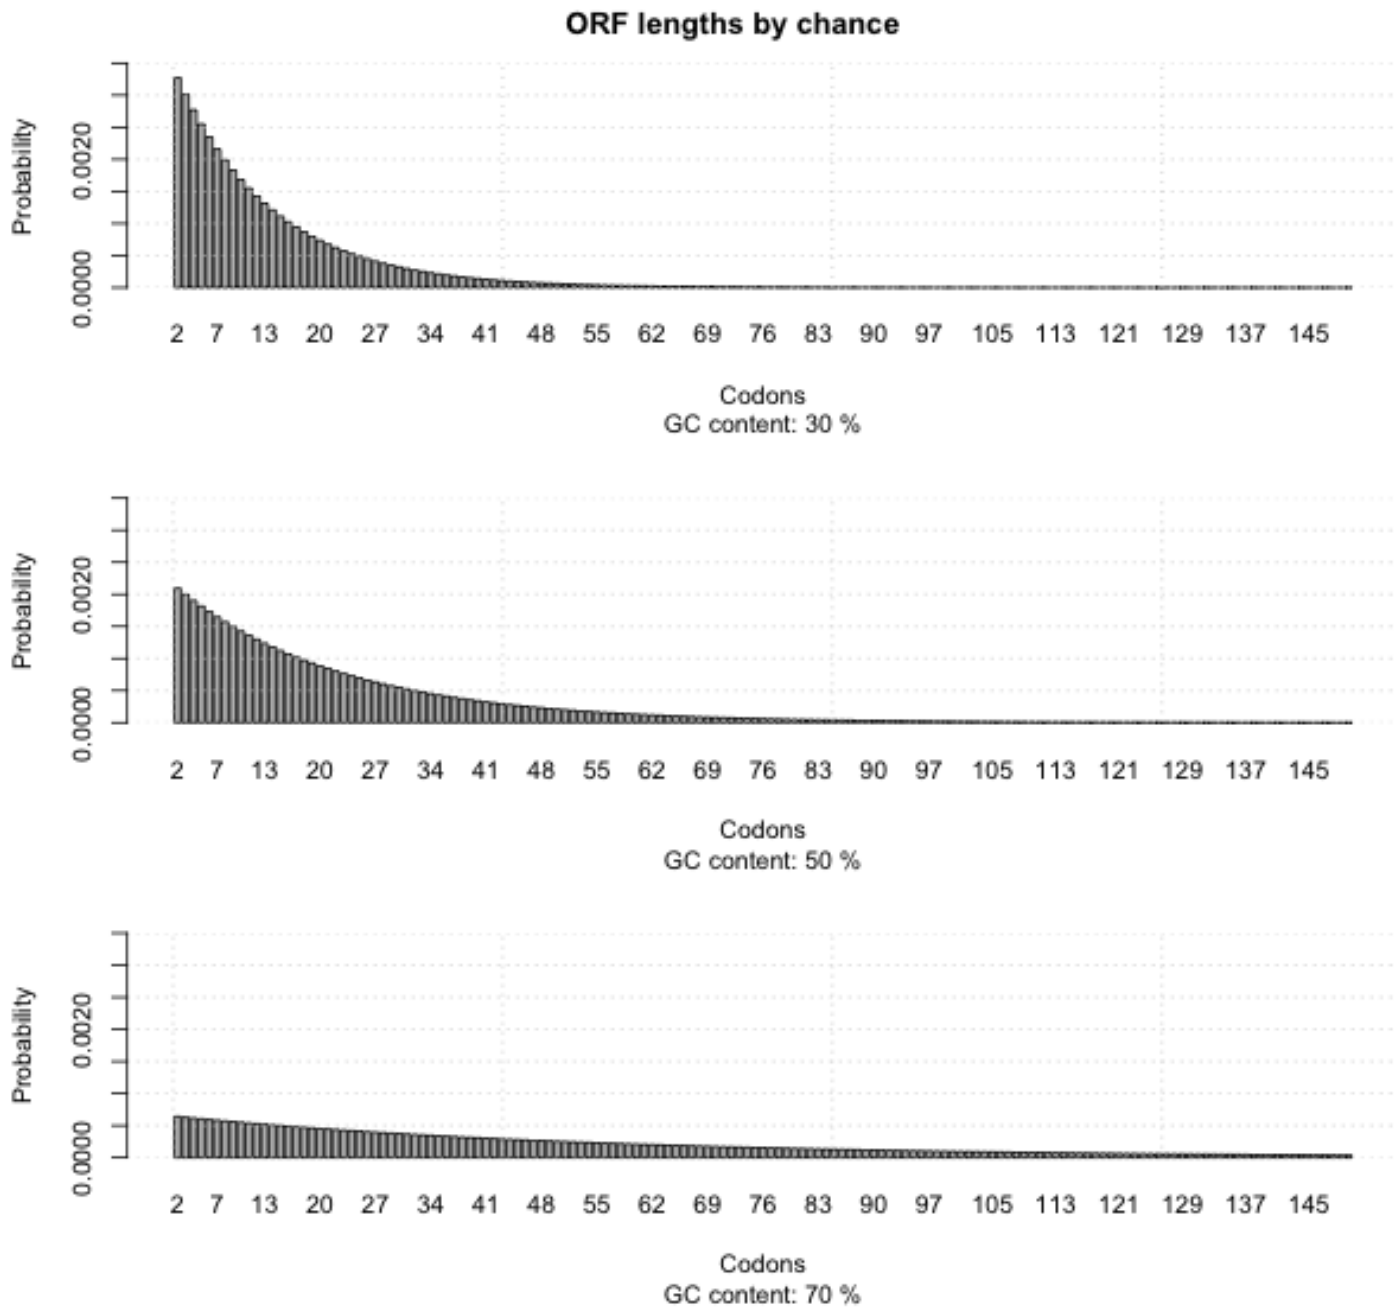 ORF lengths by chance
Probability
0.0020
0.0000
2 7 13 20 27 34 41 48 55 62 69 76 83 90 97 105 113 121 129 137 145
Codons
GC content: 30 %
Probability
0.0020
0.0000
2 7 13 20 27 34 41 48 55 62 69 76 83 90 97 105 113 121 129 137 145
Codons
GC content: 50 %
Probability
0.0020
0.0000
2 7 13 20 27 34 41 48 55 62 69 76 83 90 97 105 113 121 129 137 145
Codons
GC content: 70 %